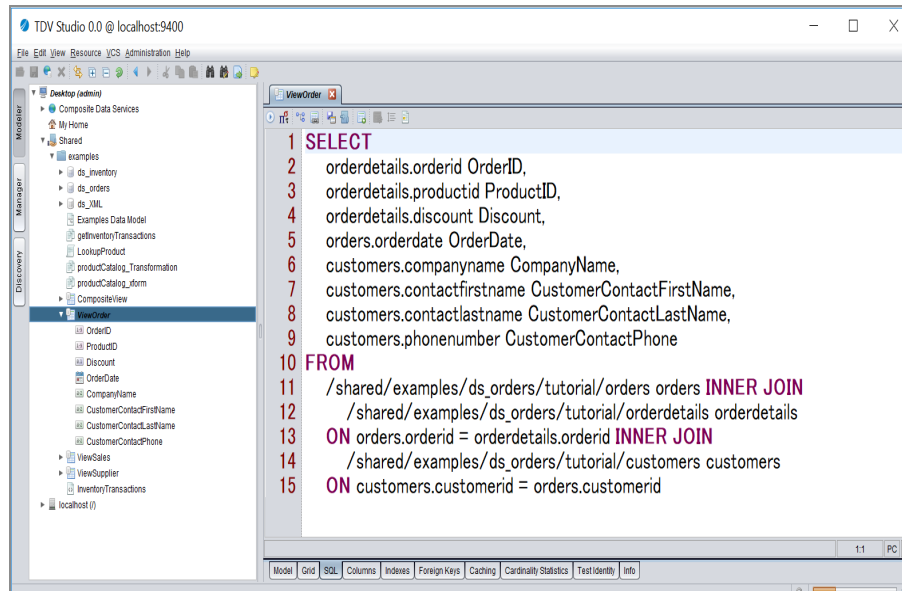 TDV Studio 0.0 @ localhost:9400
File Edit View Resource VCS Administration Help
Modeler
Manager
Discovery
Desktop (admin)
Composite Data Services
My Home
Shared
examples
ds_inventory
ds_orders
ds_XML
Examples Data Model
getInventoryTransactions
LookupProduct
productCatalog_Transformation
productCatalog_xform
CompositeView
ViewOrder
OrderID
ProductID
Discount
OrderDate
CompanyName
CustomerContactFirstName
CustomerContactLastName
CustomerContactPhone
ViewSales
ViewSupplier
InventoryTransactions
localhost (/)
ViewOrder
1 SELECT
2 orderdetails.orderid OrderID,
3 orderdetails.productid ProductID,
4 orderdetails.discount Discount,
5 orders.orderdate OrderDate,
6 customers.companyname CompanyName,
7 customers.contactfirstname CustomerContactFirstName,
8 customers.contactlastname CustomerContactLastName,
9 customers.phonenumber CustomerContactPhone
10 FROM
11 /shared/examples/ds_orders/tutorial/orders orders INNER JOIN
12 /shared/examples/ds_orders/tutorial/orderdetails orderdetails
13 ON orders.orderid = orderdetails.orderid INNER JOIN
14 /shared/examples/ds_orders/tutorial/customers customers
15 ON customers.customerid = orders.customerid
1:1 PC
Model Grid SQL Columns Indexes Foreign Keys Caching Cardinality Statistics Test Identity Info